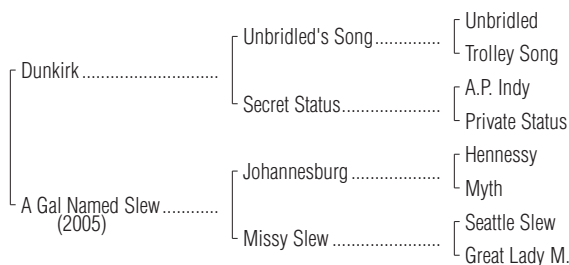 Unbridled
Unbridled's Song
Trolley Song
Dunkirk
A.P. Indy
Secret Status
Private Status
Hennessy
Johannesburg
Myth
A Gal Named Slew
(2005)
Seattle Slew
Missy Slew
Great Lady M.